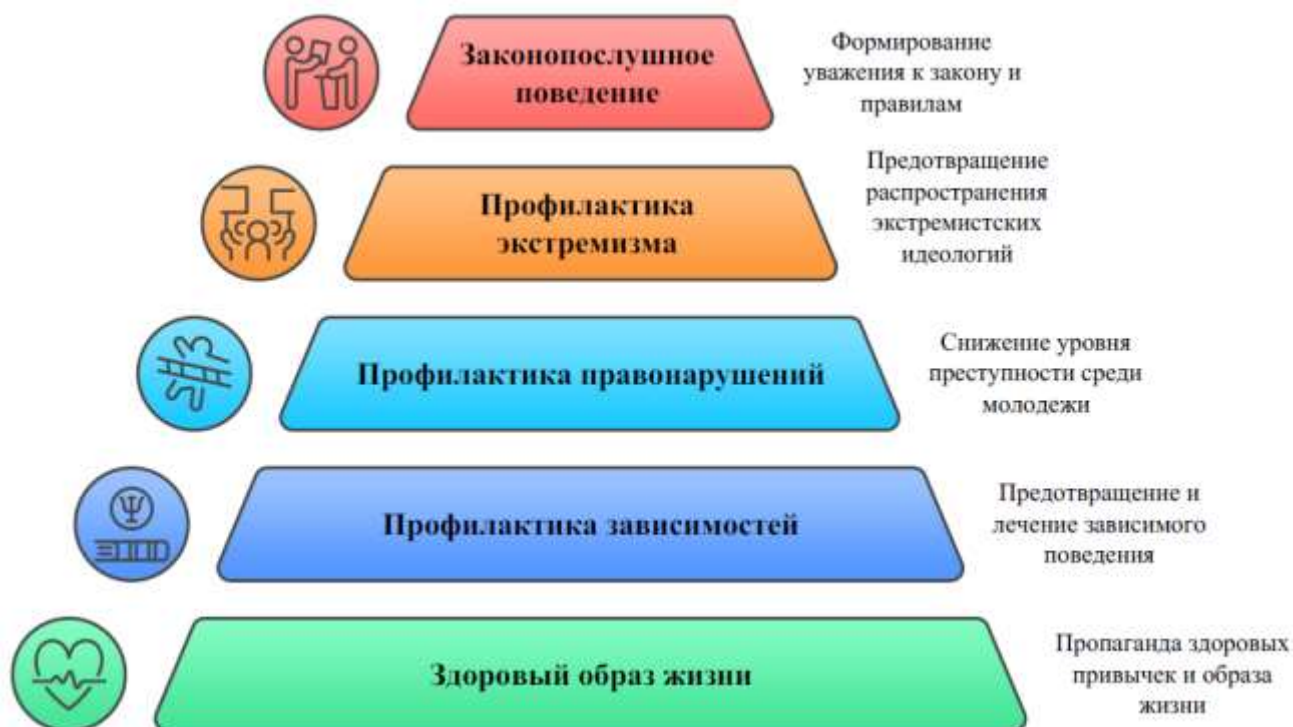 Законопослушное
поведение
Формирование
уважения к закону и
правилам
Профилактика
экстремизма
Предотвращение
распространения
экстремистских
идеологий
Профилактика правонарушений
Снижение уровня
преступности среди
молодежи
Ψ
Профилактика зависимостей
Предотвращение и
лечение зависимого
поведения
Здоровый образ жизни
Пропаганда здоровых
привычек и образа
жизни